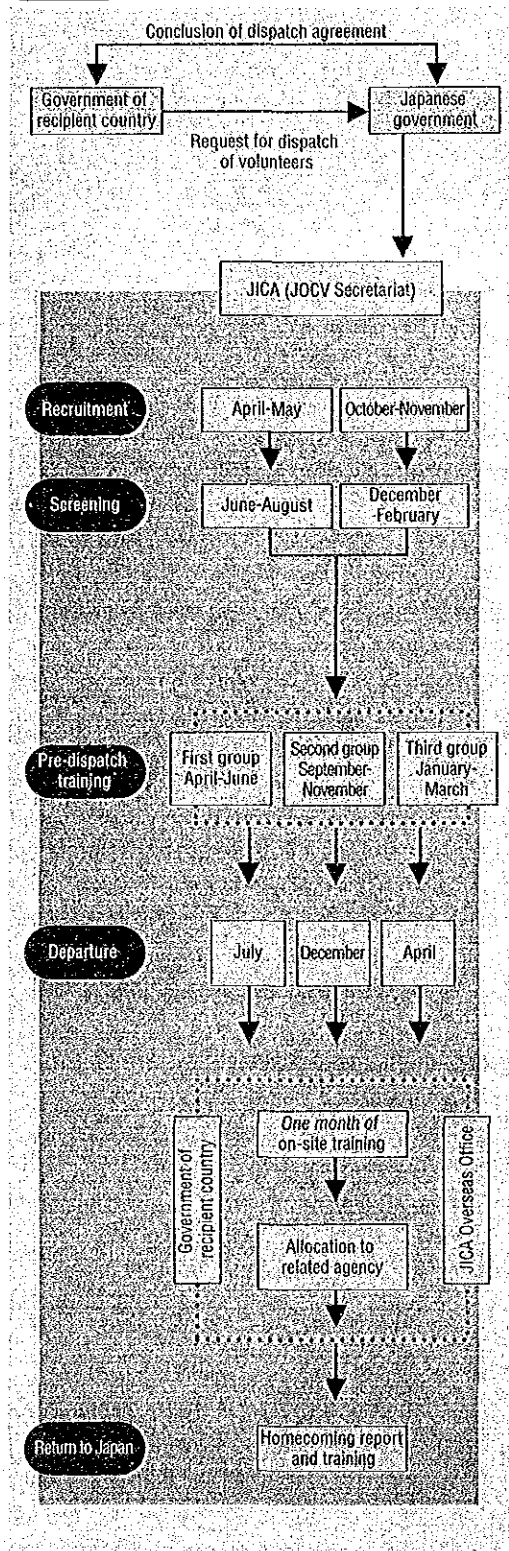 Conclusion of dispatch agreement
Government of
recipient country
Japanese
government
Request for dispatch
of volunteers
JICA (JOCV Secretariat)
Recruitment
April-May
October-November
Screening
June-August
December
-February
Pre-dispatch
training
First group
April-June
Second group
September-
November
Third group
January-
March
Departure
July
December
April
Government of
recipient country
One month of
on-site training
Allocation to
related agency
JICA Overseas Office
Return to Japan
Homecoming report
and training